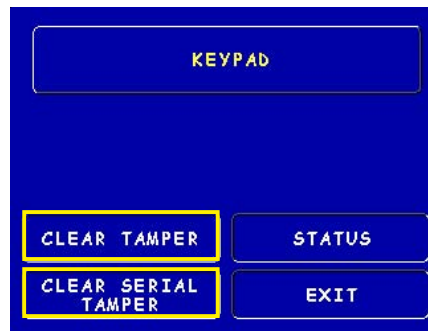 KEYPAD
CLEAR TAMPER
STATUS
CLEAR SERIAL
TAMPER
EXIT